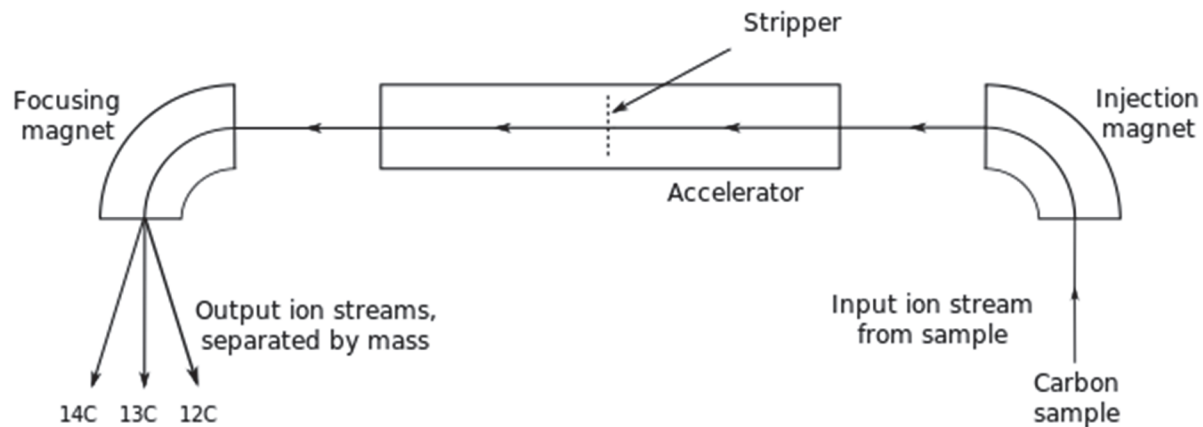 Stripper
Focusing
magnet
Injection
magnet
Accelerator
Output ion streams,
separated by mass
Input ion stream
from sample
14C 13C 12C
Carbon
sample